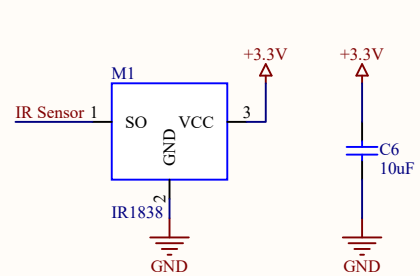 +3.3V
+3.3V
M1
IR Sensor 1
SO
VCC
3
GND
C6
10uF
2
IR1838
GND
GND